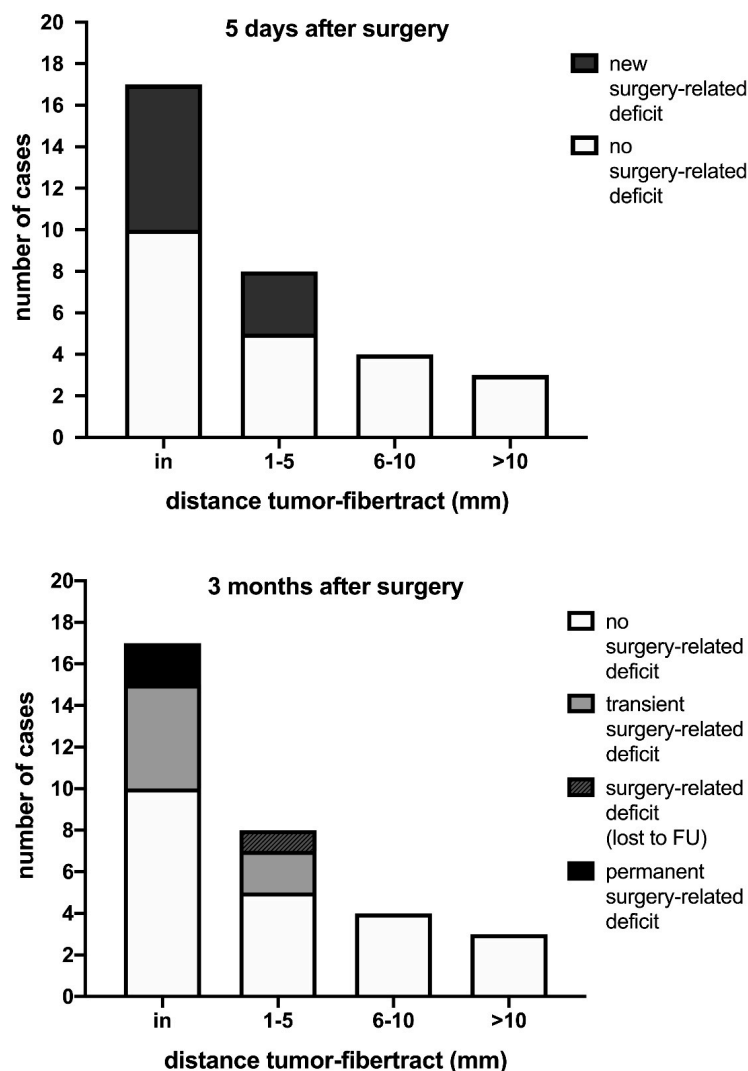 5 days after surgery
20
18
16
14
12
10
8
6
4
2
0
number of cases
in 1-5 6-10 >10
distance tumor-fibertract (mm)
new
surgery-related
deficit
no
surgery-related
deficit
3 months after surgery
20
18
16
14
12
10
8
6
4
2
0
number of cases
in 1-5 6-10 >10
distance tumor-fibertract (mm)
no
surgery-related
deficit
transient
surgery-related
deficit
surgery-related
deficit
(lost to FU)
permanent
surgery-related
deficit